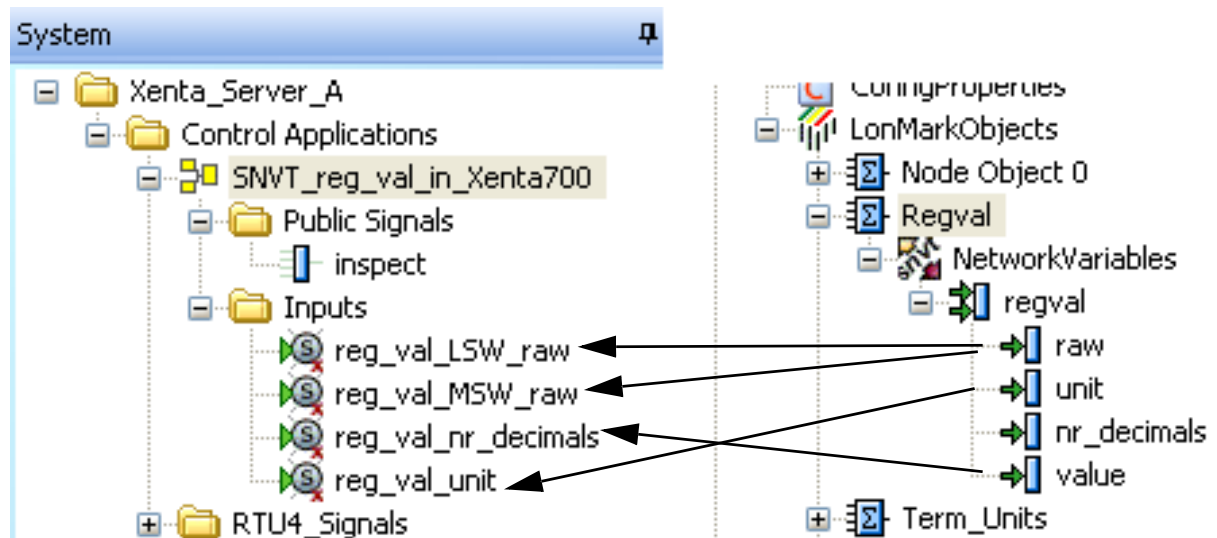 System
Xenta_Server_A
Control Applications
SNVT_reg_val_in_Xenta700
Public Signals
inspect
Inputs
reg_val_LSW_raw
reg_val_MSW_raw
reg_val_nr_decimals
reg_val_unit
RTU4_Signals
ConfigProperties
LonMarkObjects
Node Object 0
Regval
NetworkVariables
regval
raw
unit
nr_decimals
value
Term_Units